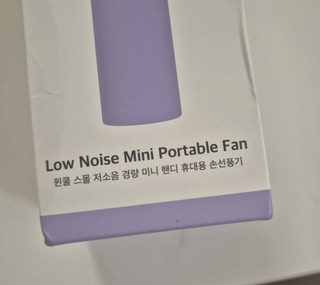 Low Noise Mini Portable Fan
윈쿨 스몰 저소음 경량 미니 핸디 휴대용 손선풍기